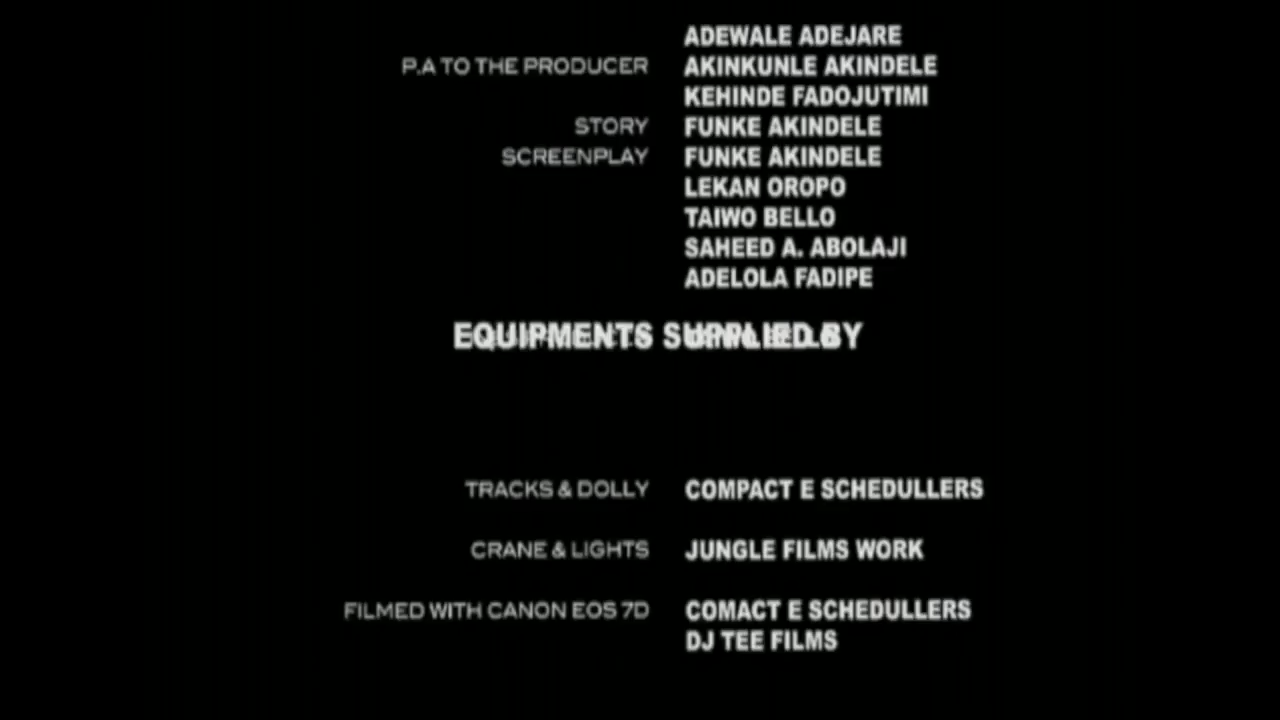 ADEWALE ADEJARE
P.A TO THE PRODUCER AKINKUNLE AKINDELE
KEHINDE FADOJUTIMI
STORY FUNKE AKINDELE
SCREENPLAY FUNKE AKINDELE
LEKAN OROPO
TAIWO BELLO
SAHEED A. ABOLAJI
ADELOLA FADIPE
EQUIPMENTS SUPPLIED BY
TRACKS & DOLLY COMPACT E SCHEDULLERS
CRANE & LIGHTS JUNGLE FILMS WORK
FILMED WITH CANON EOS 7D COMACT E SCHEDULLERS
DJ TEE FILMS